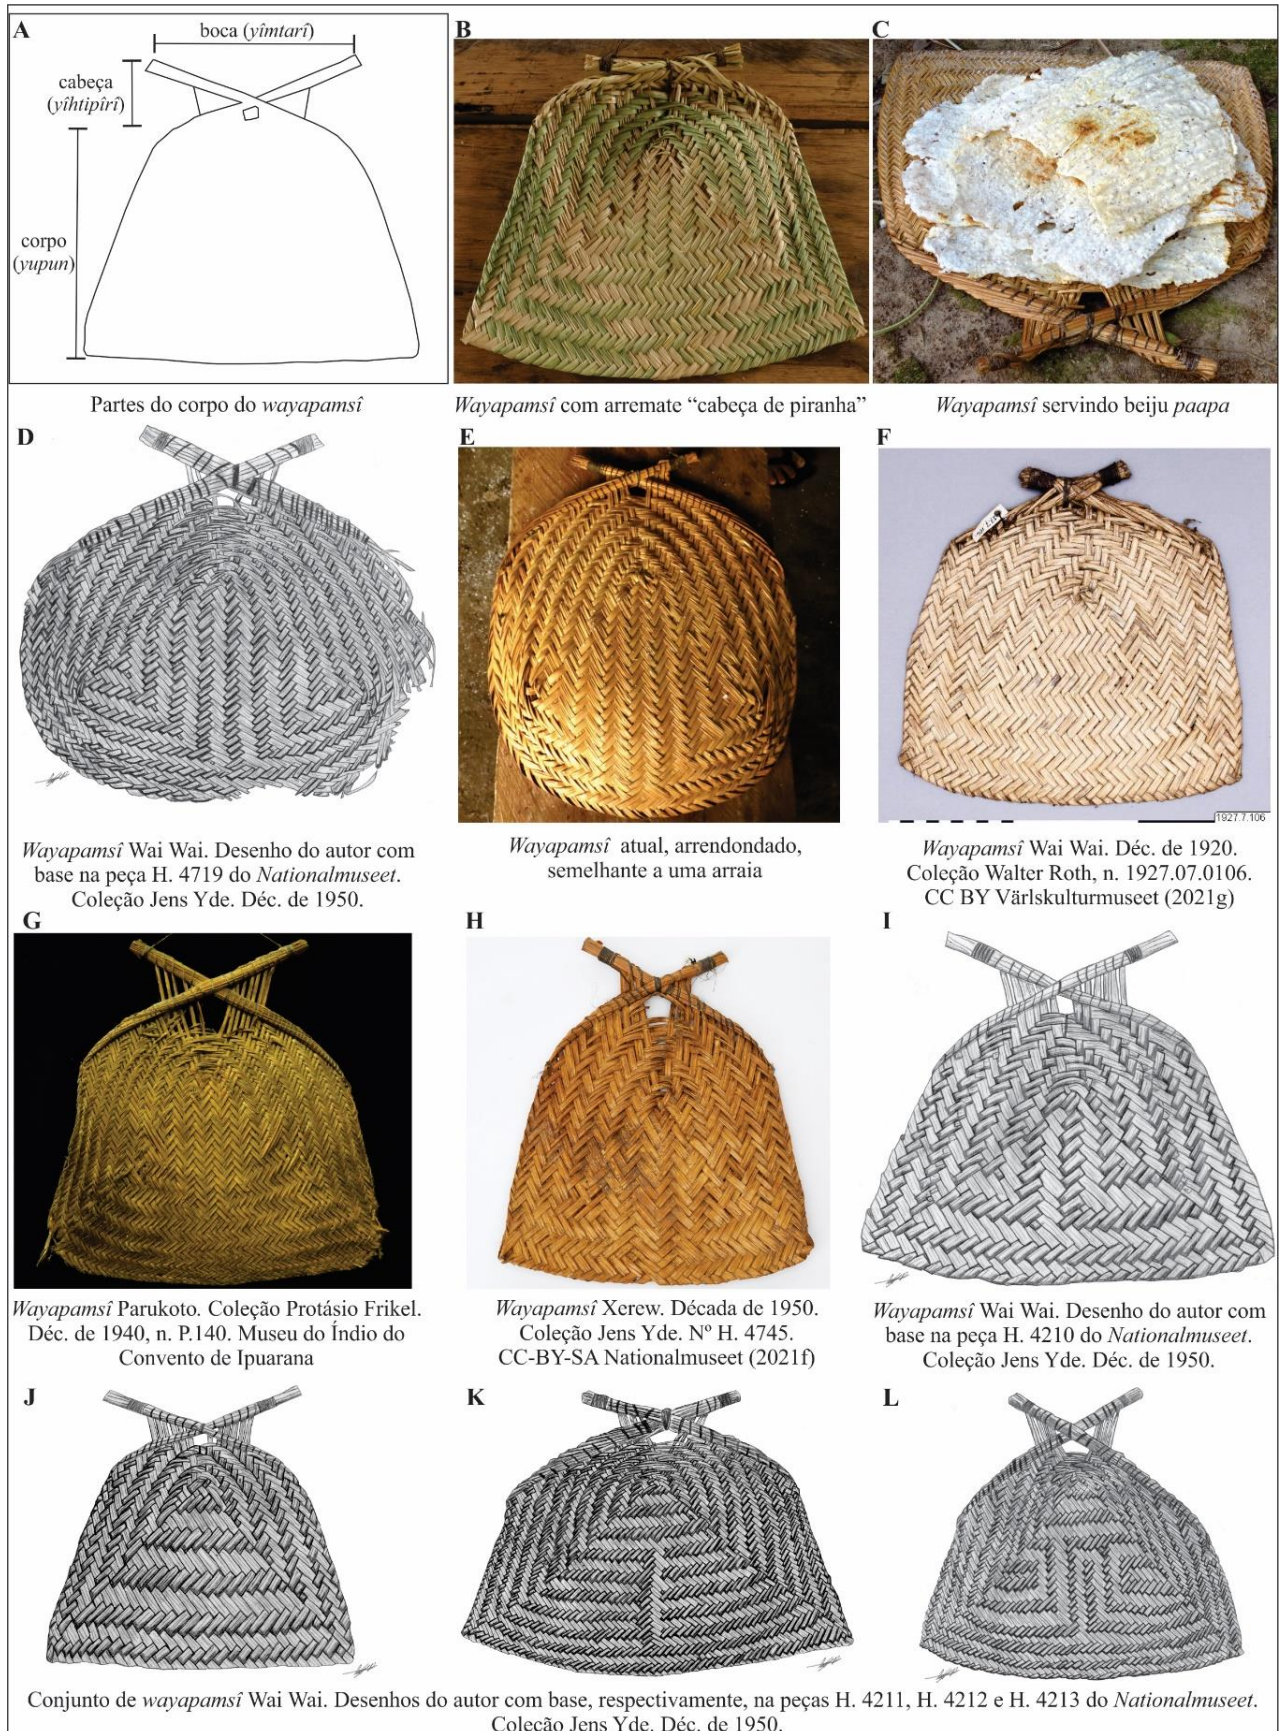 A
boca (yîmtarî)
cabeça
(yîhtipîrî)
corpo
(yupun)
Partes do corpo do wayapamsî
B
Wayapamsî com arremate “cabeça de piranha”
C
Wayapamsî servindo beiju paapa
D
Wayapamsî Wai Wai. Desenho do autor com
base na peça H. 4719 do Nationalmuseet.
Coleção Jens Yde. Déc. de 1950.
E
Wayapamsî atual, arrendondado,
semelhante a uma arraia
F
1927.7.106
Wayapamsî Wai Wai. Déc. de 1920.
Coleção Walter Roth, n. 1927.07.0106.
CC BY Värlskulturmuseet (2021g)
G
Wayapamsî Parukoto. Coleção Protásio Frikel.
Déc. de 1940, n. P.140. Museu do Índio do
Convento de Ipuarana
H
Wayapamsî Xerew. Década de 1950.
Coleção Jens Yde. Nº H. 4745.
CC-BY-SA Nationalmuseet (2021f)
I
Wayapamsî Wai Wai. Desenho do autor com
base na peça H. 4210 do Nationalmuseet.
Coleção Jens Yde. Déc. de 1950.
J
K
L
Conjunto de wayapamsî Wai Wai. Desenhos do autor com base, respectivamente, na peças H. 4211, H. 4212 e H. 4213 do Nationalmuseet.
Coleção Jens Yde. Déc. de 1950.